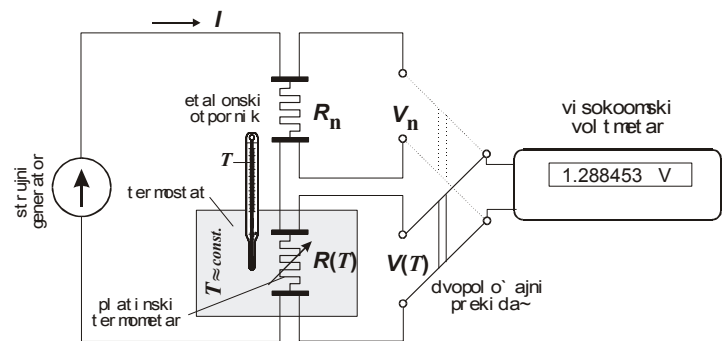 I
etalonski
otpornik
Rn
Vn
visokoomski
voltmetar
1.288453 V
T
strujni
generator
termostat
T≈const.
R(T)
V(T)
dvopolo`ajni
prekida~
platinski
termometar